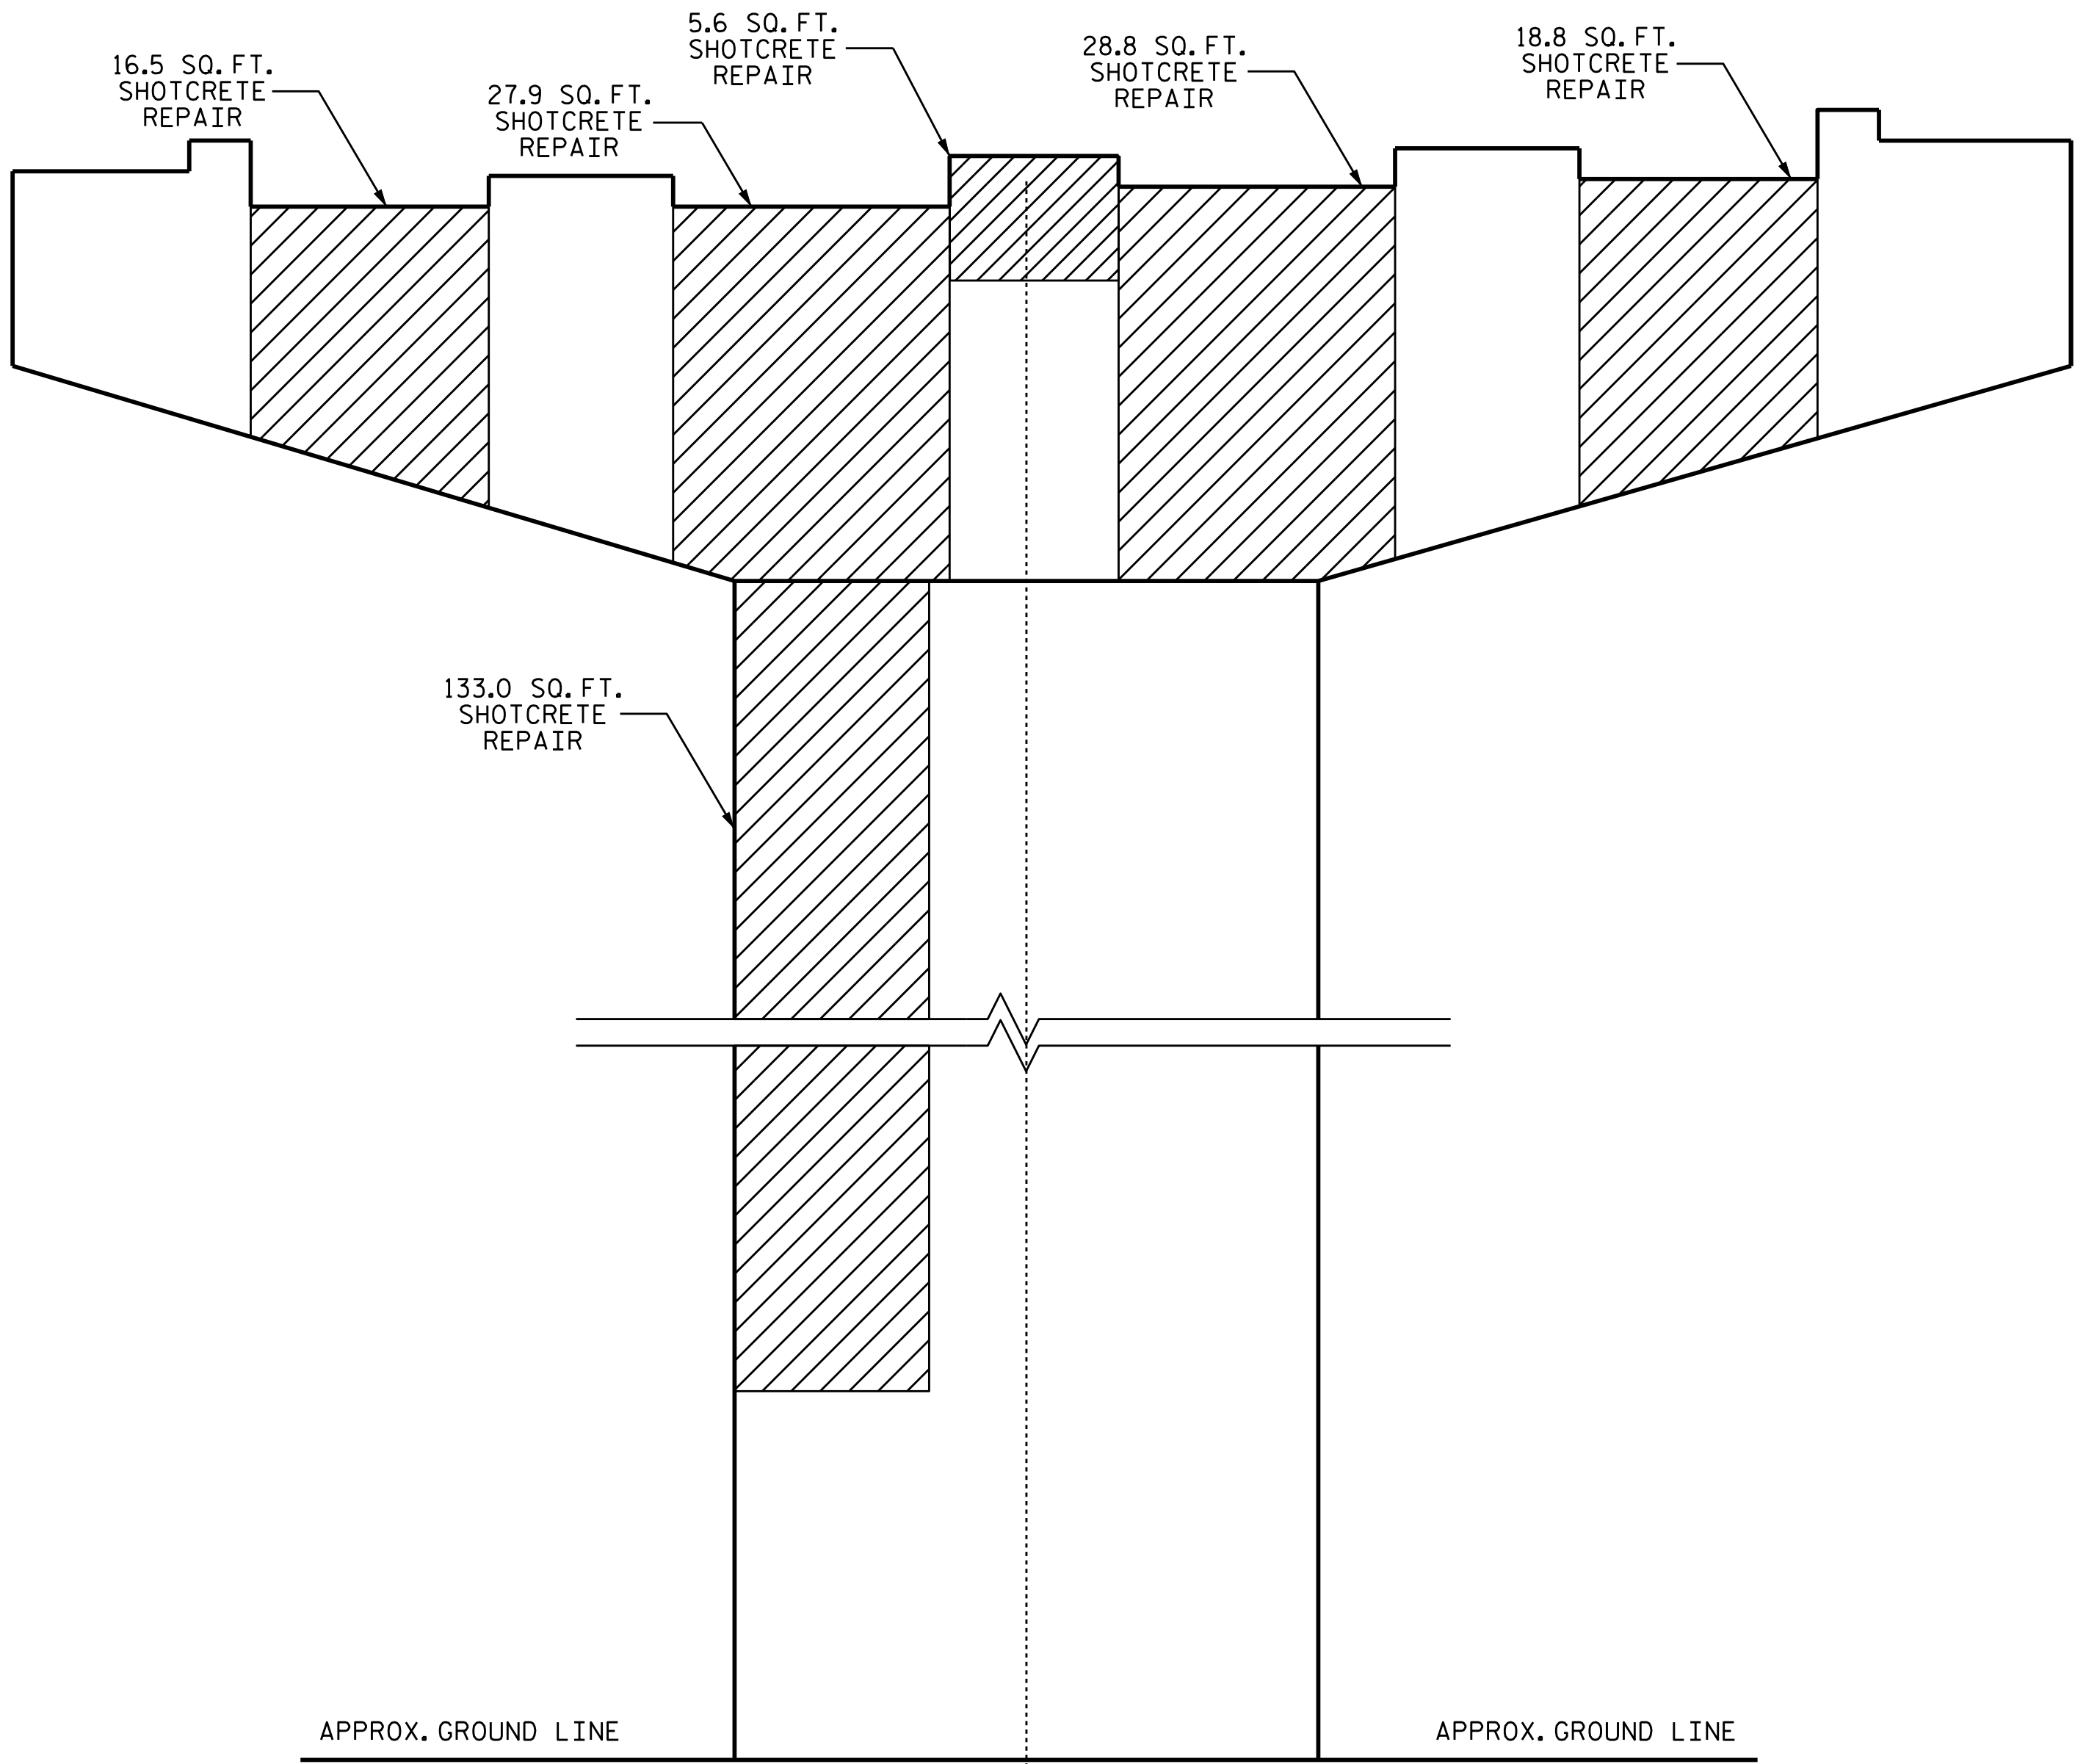 16.5 SQ.FT.
SHOTCRETE
REPAIR
27.9 SQ.FT.
SHOTCRETE
REPAIR
5.6 SQ.FT.
SHOTCRETE
REPAIR
28.8 SQ.FT.
SHOTCRETE
REPAIR
18.8 SQ.FT.
SHOTCRETE
REPAIR
133.0 SQ.FT.
SHOTCRETE
REPAIR
APPROX. GROUND LINE
APPROX. GROUND LINE